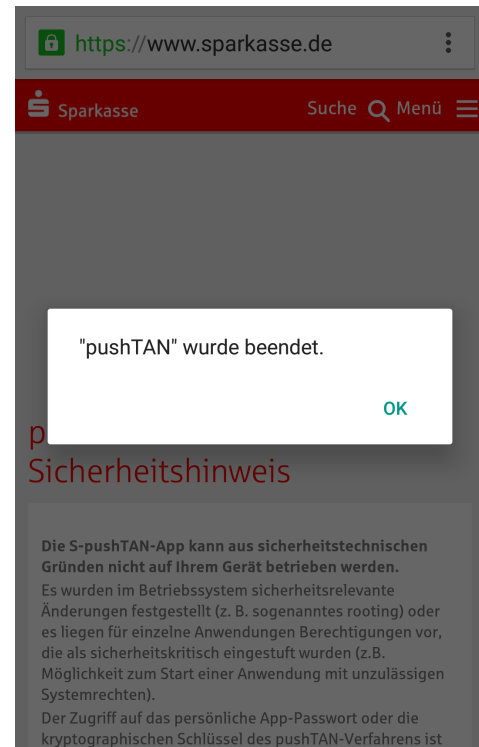 https://www.sparkasse.de
Sparkasse Suche Menü
"pushTAN" wurde beendet.
OK
p
Sicherheitshinweis
Die S-pushTAN-App kann aus sicherheitstechnischen
Gründen nicht auf Ihrem Gerät betrieben werden.
Es wurden im Betriebssystem sicherheitsrelevante
Änderungen festgestellt (z. B. sogenanntes rooting) oder
es liegen für einzelne Anwendungen Berechtigungen vor,
die als sicherheitskritisch eingestuft wurden (z.B.
Möglichkeit zum Start einer Anwendung mit unzulässigen
Systemrechten).
Der Zugriff auf das persönliche App-Passwort oder die
kryptographischen Schlüssel des pushTAN-Verfahrens ist